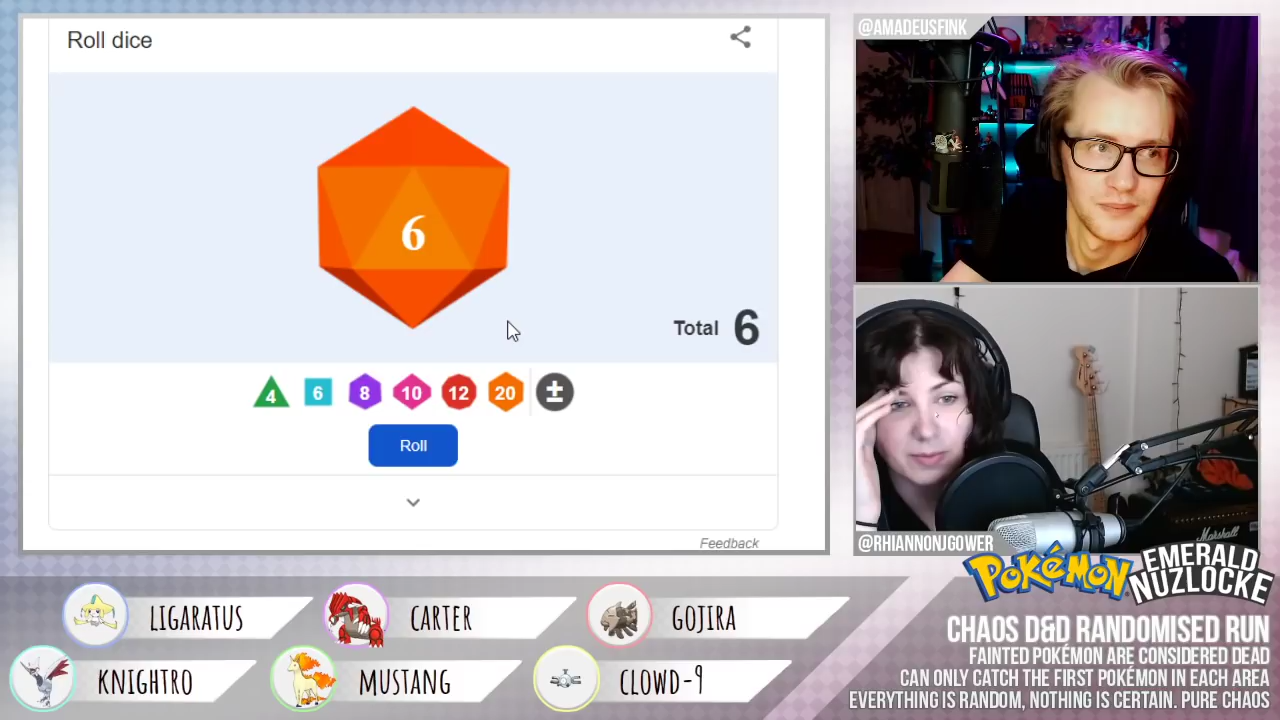 Roll dice
@AMADEUSFINK
6
Total 6
4 6 8 10 12 20 ±
Roll
Feedback
@RHIANNONJGOWER
Marshall
POKéMON
EMERALD
NUZLOCKE
LIGARATUS
CARTER
GOJIRA
KNIGHTRO
MUSTANG
CLOWD-9
CHAOS D&D RANDOMISED RUN
FAINTED POKÉMON ARE CONSIDERED DEAD
CAN ONLY CATCH THE FIRST POKÉMON IN EACH AREA
EVERYTHING IS RANDOM, NOTHING IS CERTAIN. PURE CHAOS